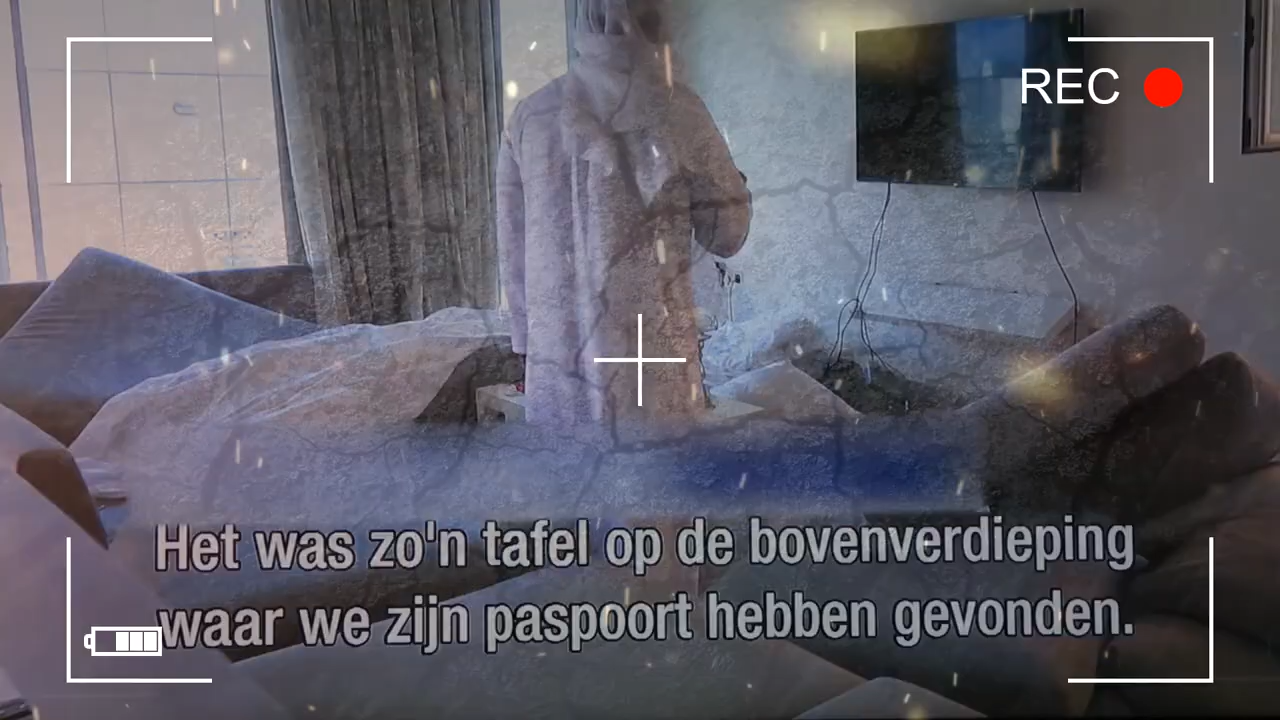 REC
Het was zo'n tafel op de bovenverdieping
waar we zijn paspoort hebben gevonden.